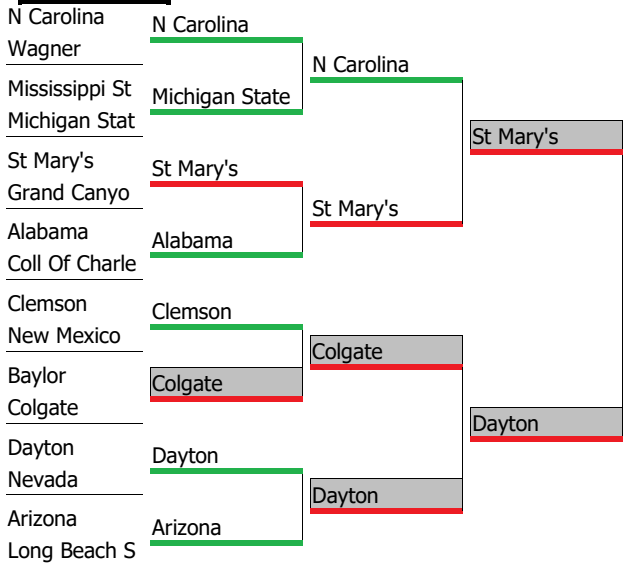 N Carolina
Wagner
Mississippi St
Michigan Stat
St Mary's
Grand Canyo
Alabama
Coll Of Charle
Clemson
New Mexico
Baylor
Colgate
Dayton
Nevada
Arizona
Long Beach S
N Carolina
Michigan State
St Mary's
Alabama
Clemson
Colgate
Dayton
Arizona
N Carolina
St Mary's
Colgate
Dayton
St Mary's
Dayton